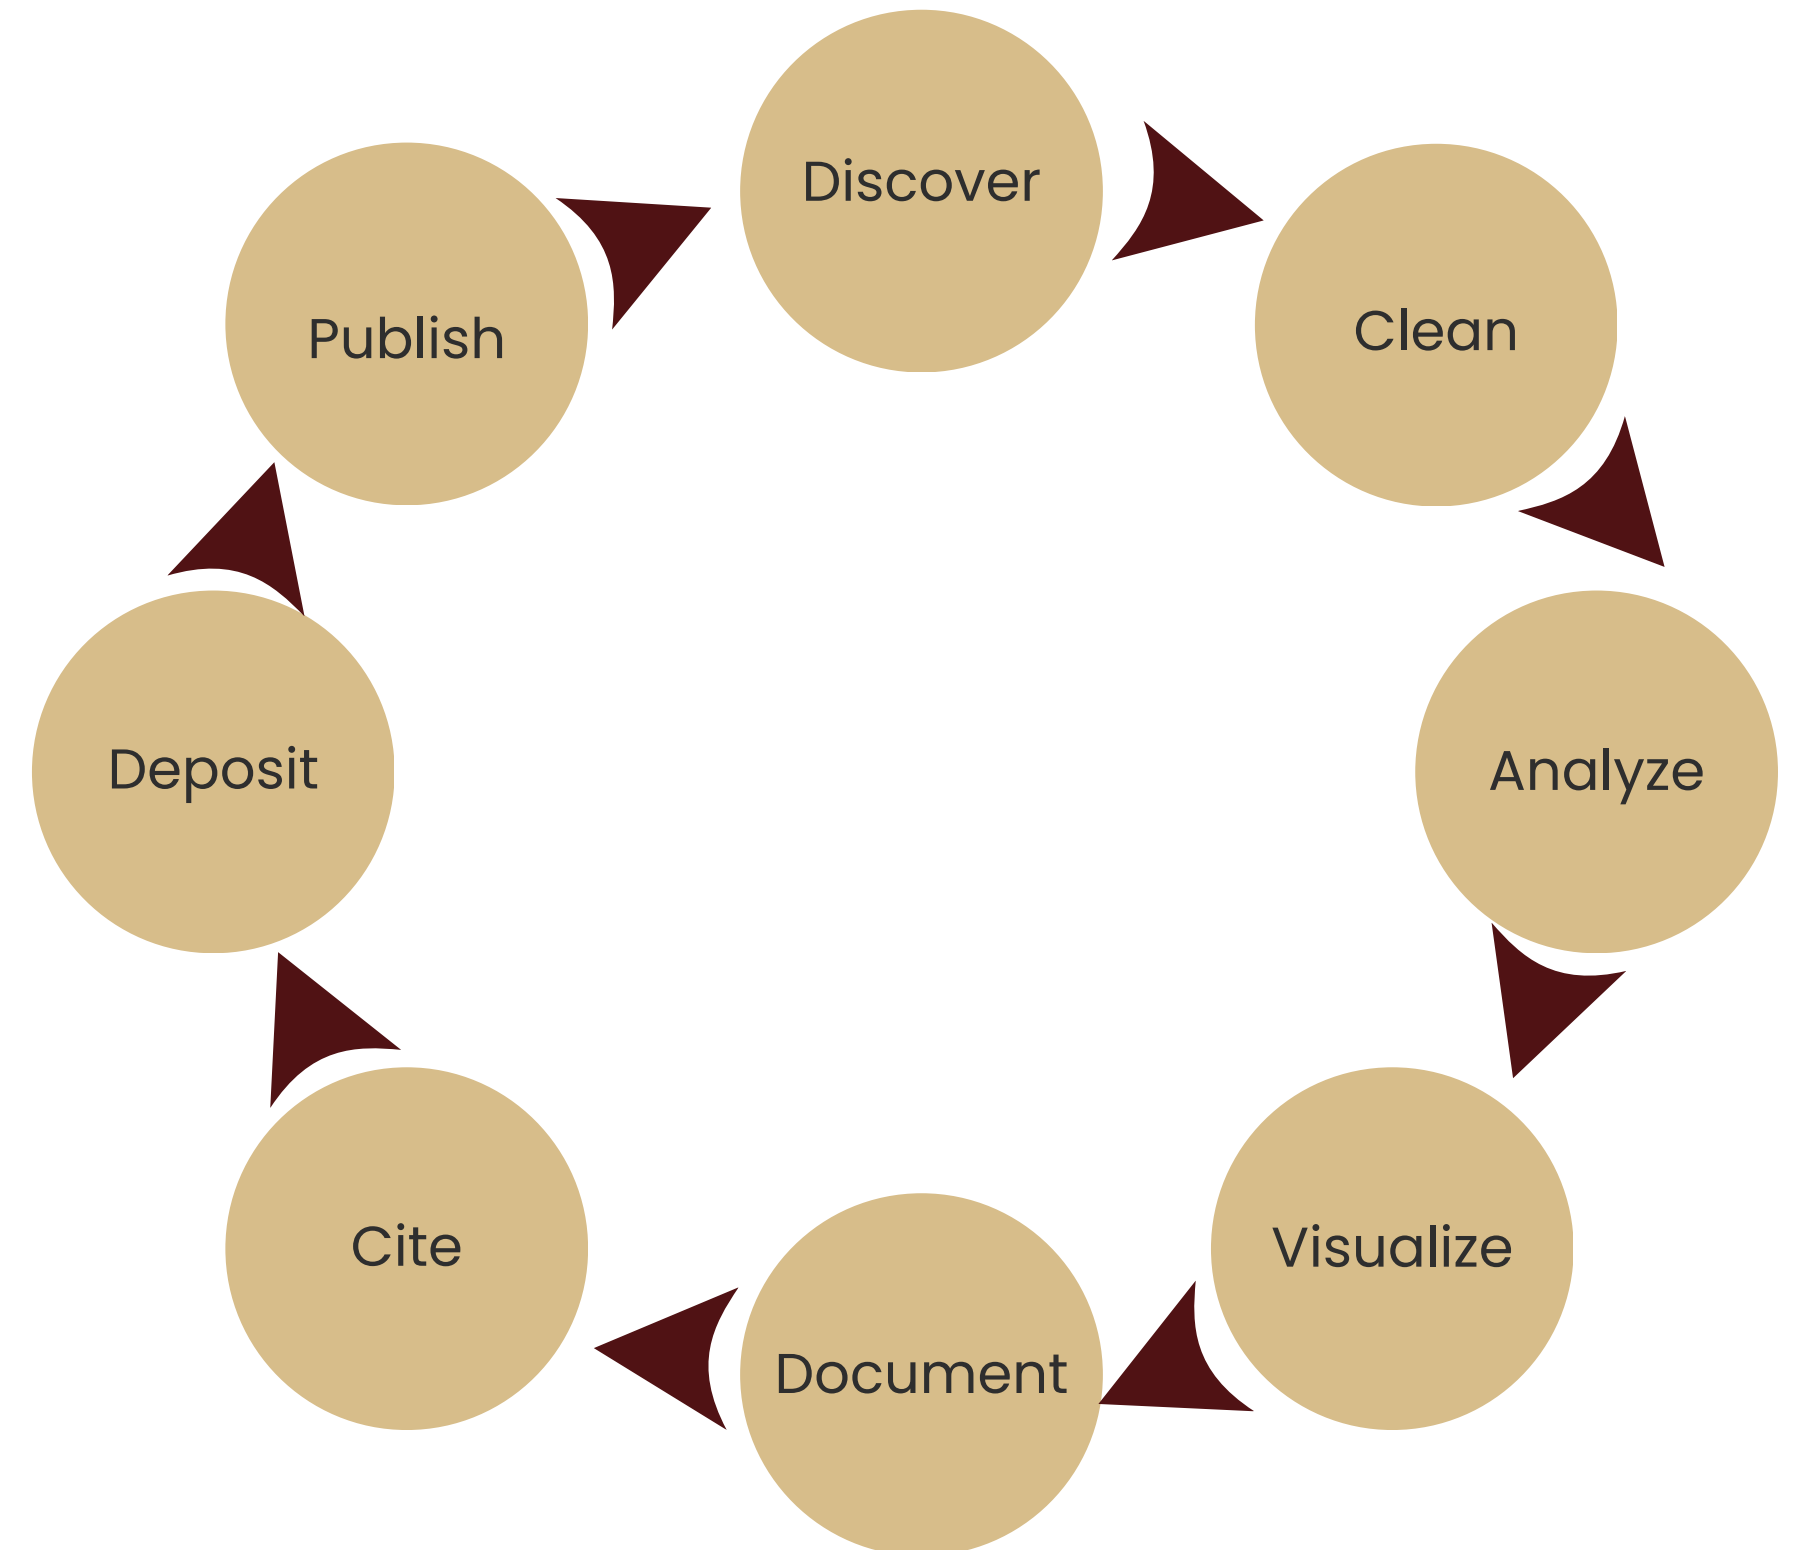 Discover
Clean
Analyze
Visualize
Document
Cite
Deposit
Publish